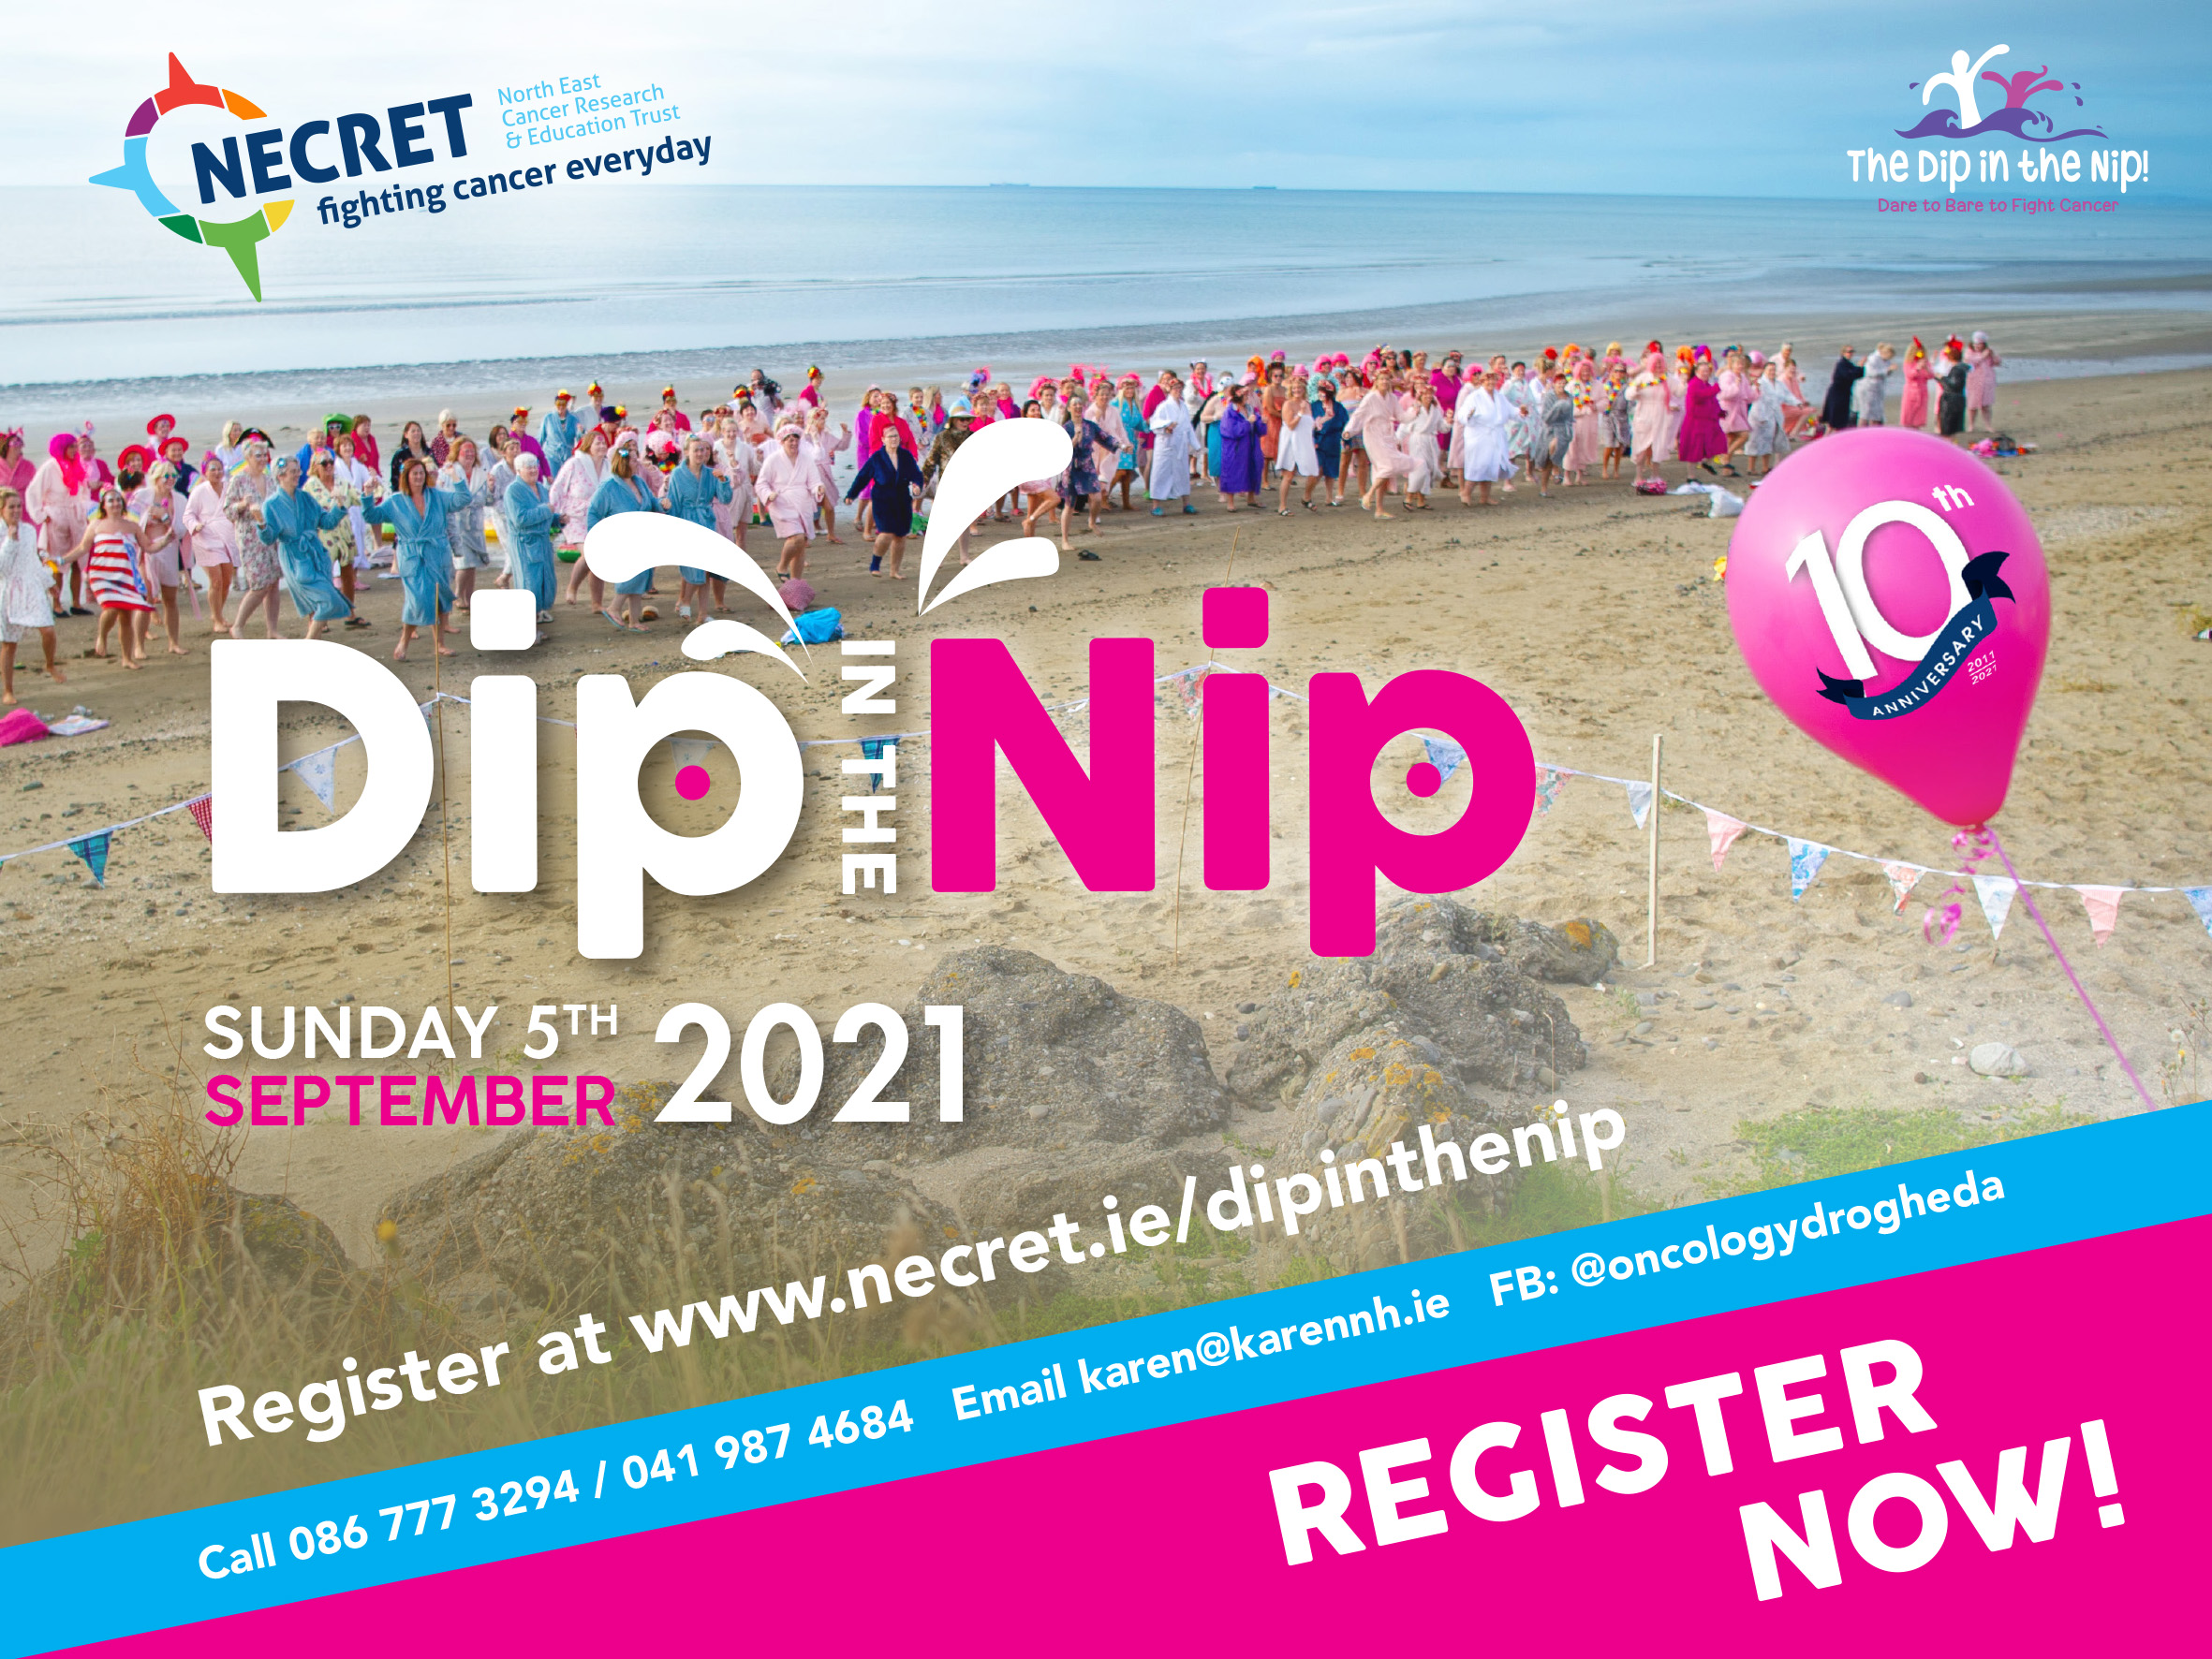 NECRET
North East
Cancer Research
& Education Trust
fighting cancer everyday
The Dip in the Nip!
Dare to Bare to Fight Cancer
10th
ANNIVERSARY
2011
2021
Dip IN THE Nip
SUNDAY 5TH
SEPTEMBER 2021
Register at www.necret.ie/dipinthenip
Call 086 777 3294 / 041 987 4684 Email karen@karennh.ie FB: @oncologydrogheda
REGISTER
NOW!